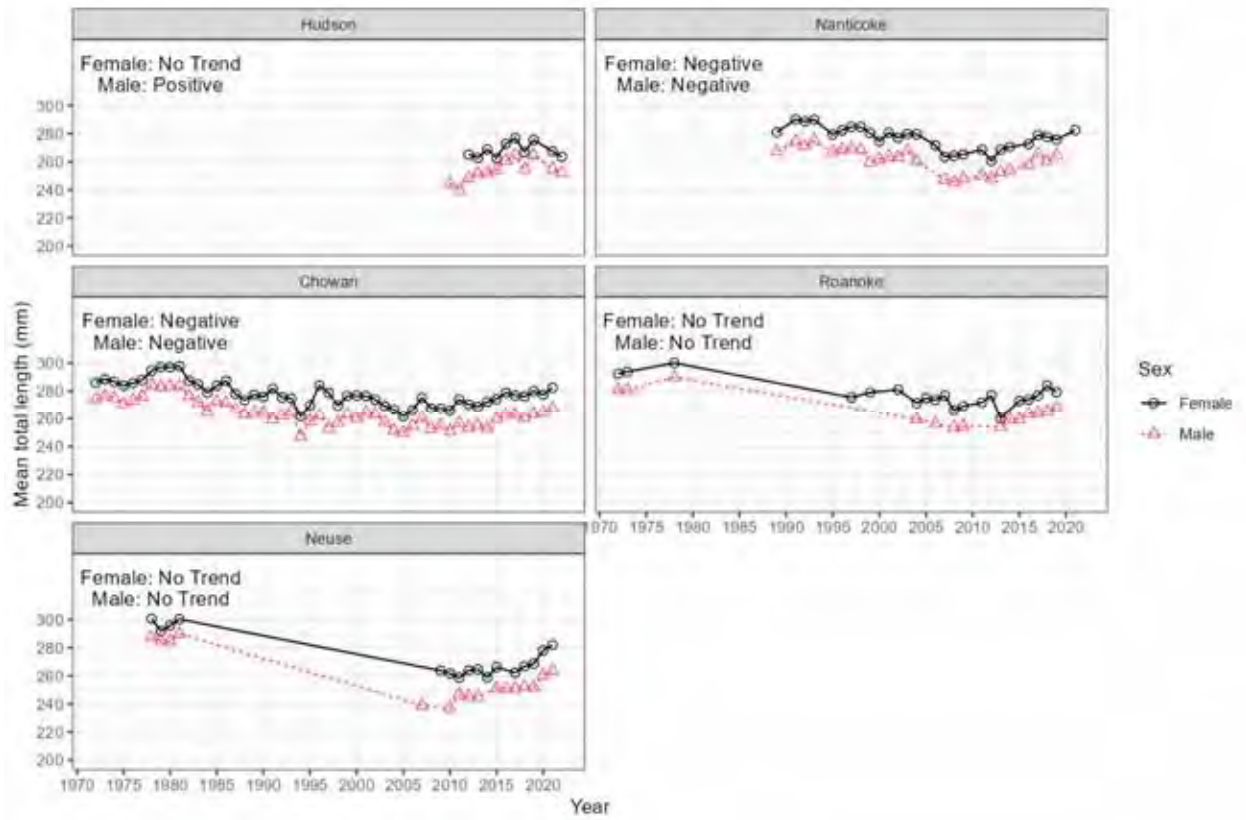 Hudson
Female: No Trend
Male: Positive
300
280
260
240
220
200
Nanticoke
Female: Negative
Male: Negative
Chowan
Female: Negative
Male: Negative
300
280
260
240
220
200
Roanoke
Female: No Trend
Male: No Trend
970 1975 1980 1985 1990 1995 2000 2005 2010 2015 2020
Neuse
Female: No Trend
Male: No Trend
300
280
260
240
220
200
1970 1975 1980 1985 1990 1995 2000 2005 2010 2015 2020
Year
Mean total length (mm)
Sex
Female
Male